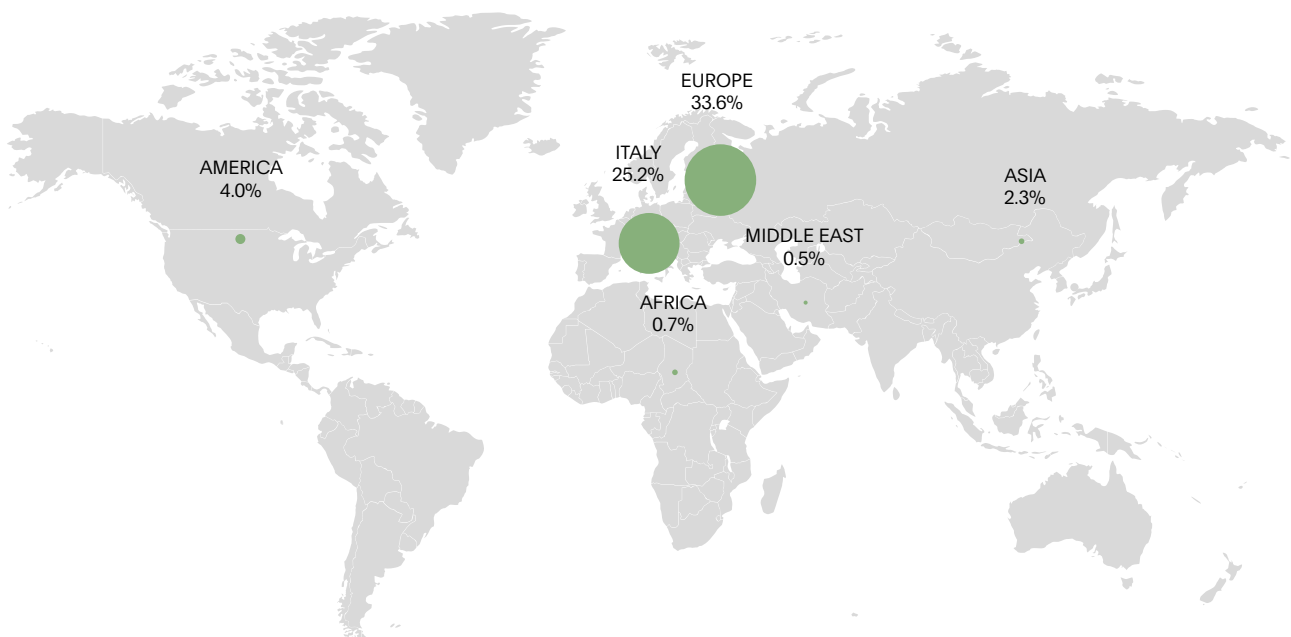 EUROPE
33.6%
ITALY
25.2%
AMERICA
4.0%
ASIA
2.3%
MIDDLE EAST
0.5%
AFRICA
0.7%